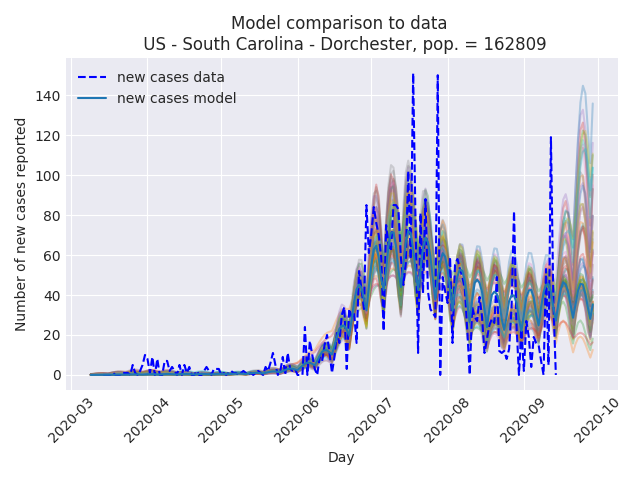 Model comparison to data
US - South Carolina - Dorchester, pop. = 162809
new cases data
new cases model
Number of new cases reported
140
120
100
80
60
40
20
0
2020-03
2020-04
2020-05
2020-06
2020-07
2020-08
2020-09
2020-10
Day